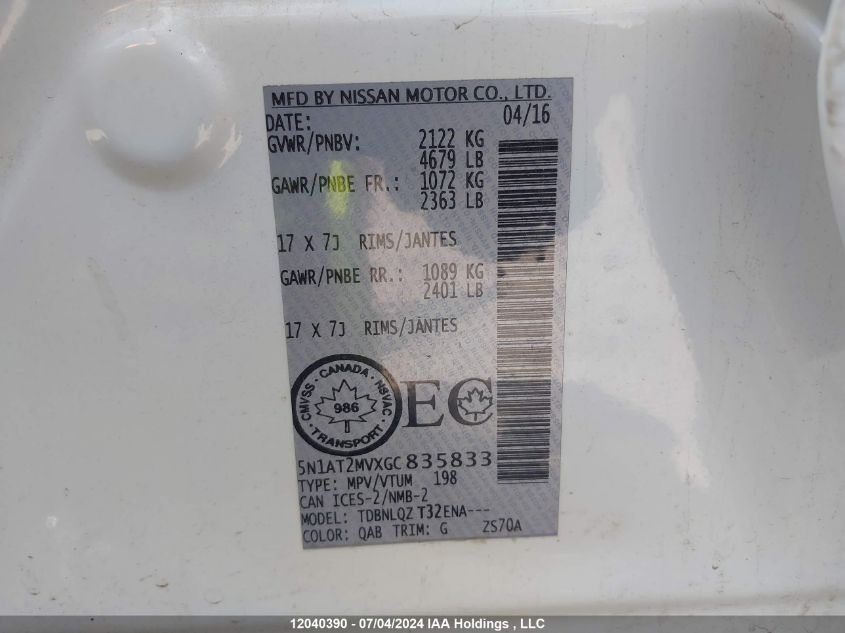 MFD BY NISSAN MOTOR CO., LTD.
DATE: 04/16
GVWR/PNBV: 2122 KG
4679 LB
GAWR/PNBE FR.: 1072 KG
2363 LB
17 X 7J RIMS/JANTES
GAWR/PNBE RR.: 1089 KG
2401 LB
17 X 7J RIMS/JANTES
CMVSS · CANADA · NSVAC · TRANSPORT
986
EC
5N1AT2MVXGC835833
TYPE: MPV/VTUM 198
CAN ICES-2/NMB-2
MODEL: TDBNLQZ T32ENA---
COLOR: QAB TRIM: G ZS70A
12040390 - 07/04/2024 IAA Holdings , LLC